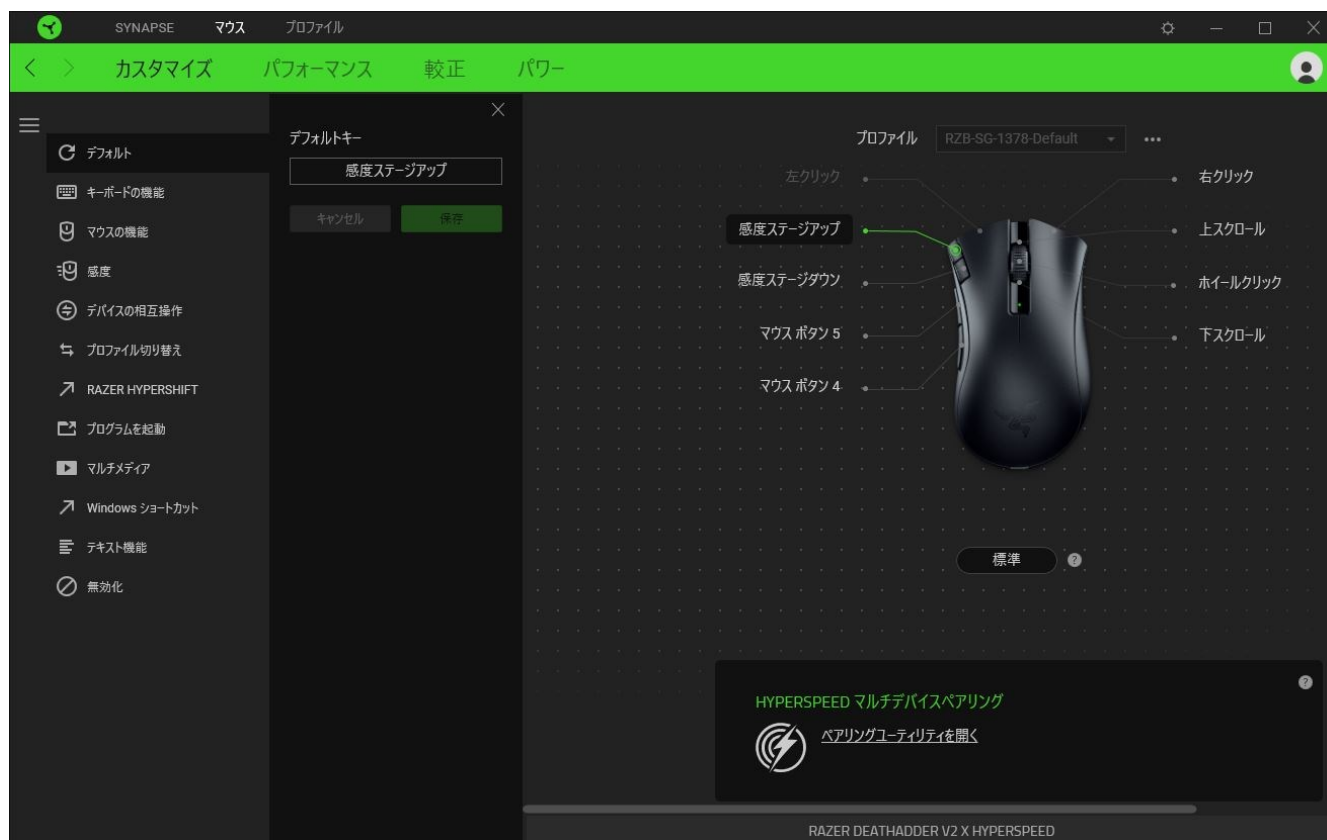 SYNAPSE マウス プロファイル
カスタマイズ パフォーマンス 較正 パワー
デフォルト
キーボードの機能
マウスの機能
感度
デバイスの相互操作
プロファイル切り替え
RAZER HYPERSHIFT
プログラムを起動
マルチメディア
Windows ショートカット
テキスト機能
無効化
デフォルトキー
感度ステージアップ
キャンセル 保存
プロファイル RZB-SG-1378-Default
左クリック
感度ステージアップ
感度ステージダウン
マウス ボタン 5
マウス ボタン 4
右クリック
上スクロール
ホイールクリック
下スクロール
標準 ?
?
HYPERSPEED マルチデバイスペアリング
ペアリングユーティリティを開く
RAZER DEATHADDER V2 X HYPERSPEED